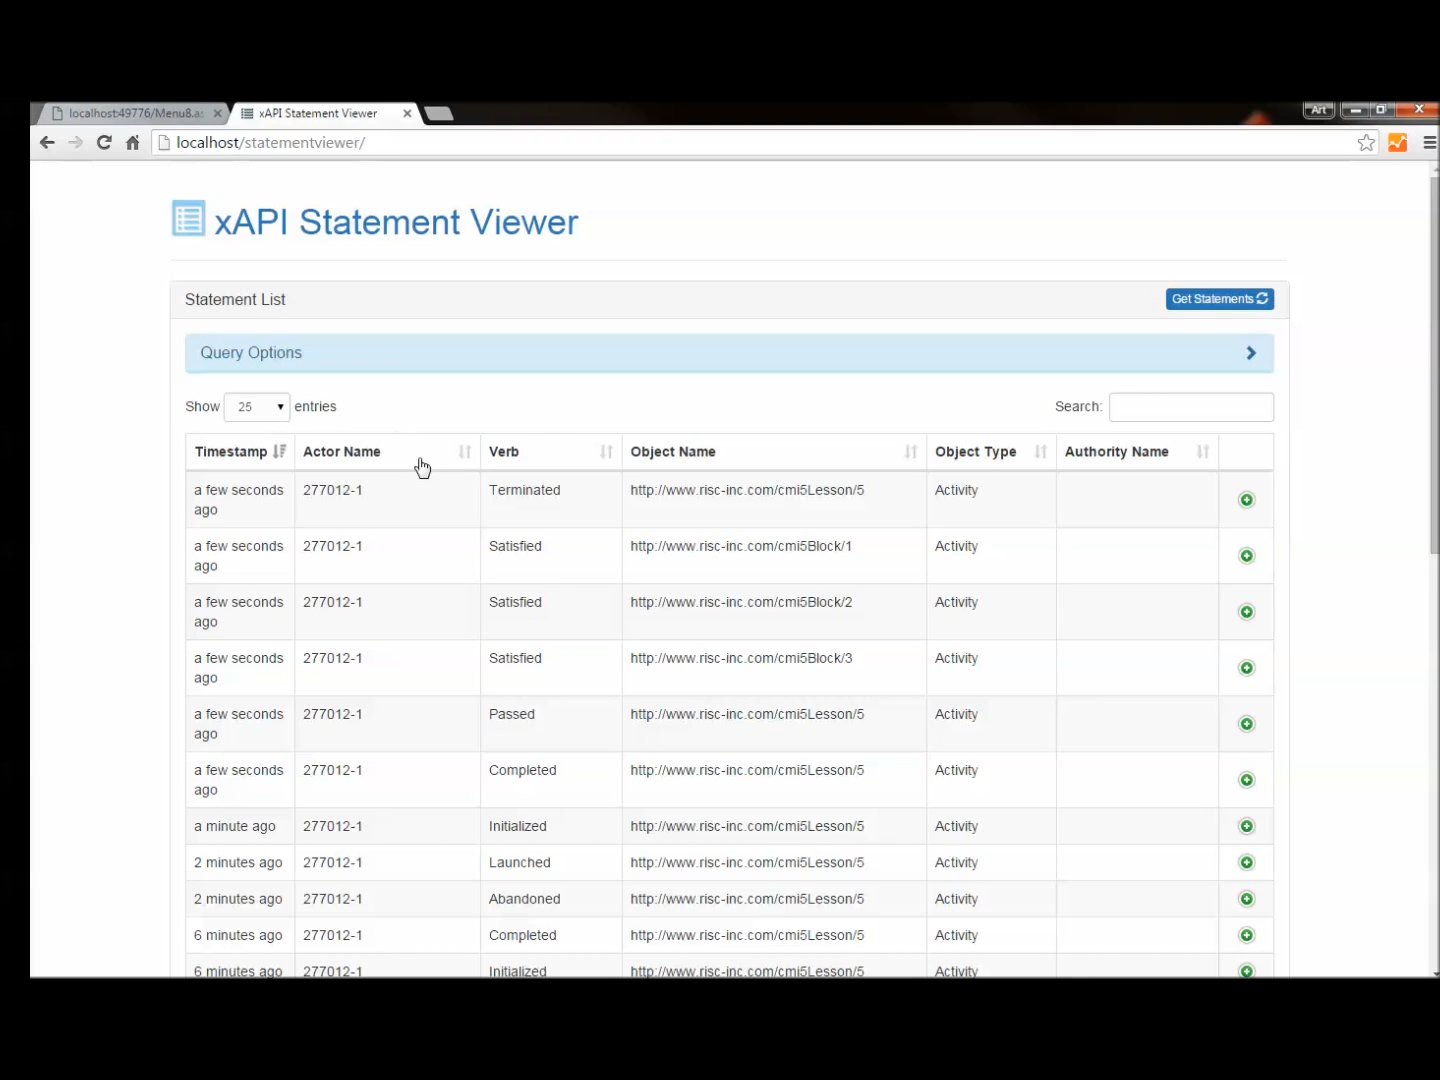 localhost:49776/Menu8.as
xAPI Statement Viewer
Art
localhost/statementviewer/
xAPI Statement Viewer
Statement List
Get Statements
Query Options
Show 25 entries
Search:
Timestamp Actor Name Verb Object Name Object Type Authority Name
a few seconds ago 277012-1 Terminated http://www.risc-inc.com/cmi5Lesson/5 Activity
a few seconds ago 277012-1 Satisfied http://www.risc-inc.com/cmi5Block/1 Activity
a few seconds ago 277012-1 Satisfied http://www.risc-inc.com/cmi5Block/2 Activity
a few seconds ago 277012-1 Satisfied http://www.risc-inc.com/cmi5Block/3 Activity
a few seconds ago 277012-1 Passed http://www.risc-inc.com/cmi5Lesson/5 Activity
a few seconds ago 277012-1 Completed http://www.risc-inc.com/cmi5Lesson/5 Activity
a minute ago 277012-1 Initialized http://www.risc-inc.com/cmi5Lesson/5 Activity
2 minutes ago 277012-1 Launched http://www.risc-inc.com/cmi5Lesson/5 Activity
2 minutes ago 277012-1 Abandoned http://www.risc-inc.com/cmi5Lesson/5 Activity
6 minutes ago 277012-1 Completed http://www.risc-inc.com/cmi5Lesson/5 Activity
6 minutes ago 277012-1 Initialized http://www.risc-inc.com/cmi5Lesson/5 Activity